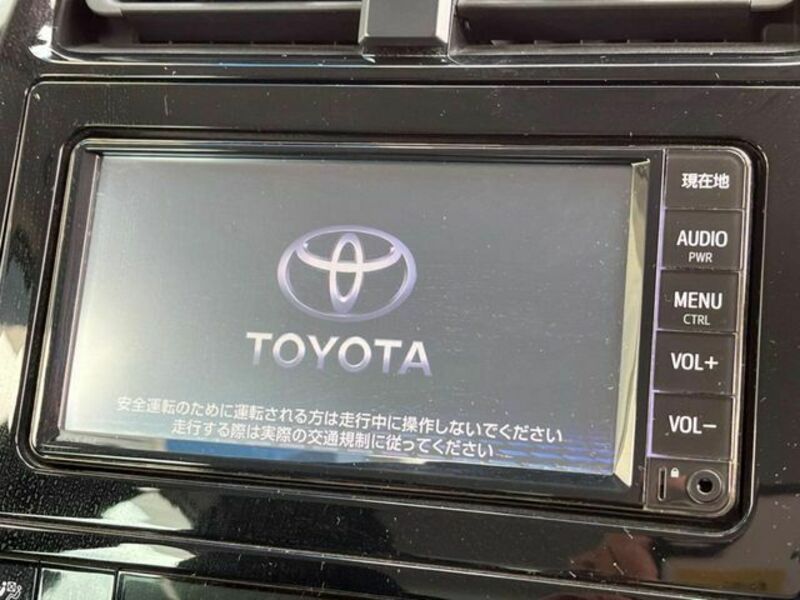 現在地
AUDIO
PWR
MENU
CTRL
VOL+
VOL-
TOYOTA
安全運転のために運転される方は走行中に操作しないでください
走行する際は実際の交通規制に従ってください